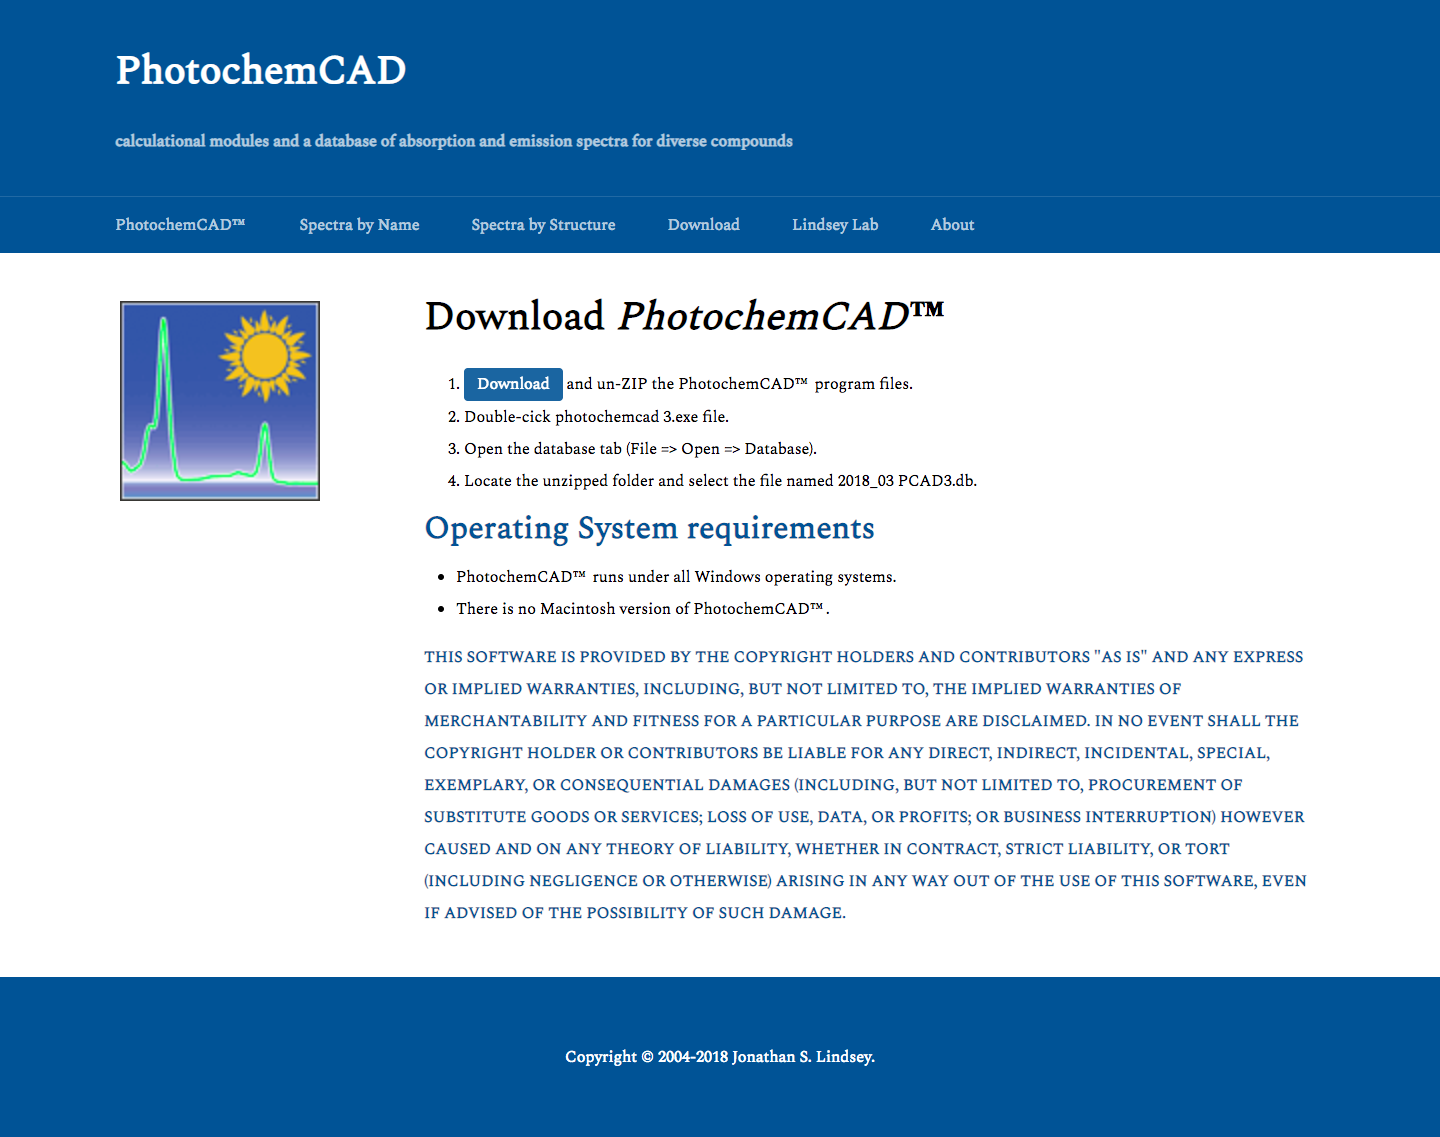 PhotochemCAD
calculational modules and a database of absorption and emission spectra for diverse compounds
PhotochemCAD™ Spectra by Name Spectra by Structure Download Lindsey Lab About
Download PhotochemCAD™
1. Download and un-ZIP the PhotochemCAD™ program files.
2. Double-cick photochemcad 3.exe file.
3. Open the database tab (File => Open => Database).
4. Locate the unzipped folder and select the file named 2018_03 PCAD3.db.
Operating System requirements
• PhotochemCAD™ runs under all Windows operating systems.
• There is no Macintosh version of PhotochemCAD™.
THIS SOFTWARE IS PROVIDED BY THE COPYRIGHT HOLDERS AND CONTRIBUTORS "AS IS" AND ANY EXPRESS
OR IMPLIED WARRANTIES, INCLUDING, BUT NOT LIMITED TO, THE IMPLIED WARRANTIES OF
MERCHANTABILITY AND FITNESS FOR A PARTICULAR PURPOSE ARE DISCLAIMED. IN NO EVENT SHALL THE
COPYRIGHT HOLDER OR CONTRIBUTORS BE LIABLE FOR ANY DIRECT, INDIRECT, INCIDENTAL, SPECIAL,
EXEMPLARY, OR CONSEQUENTIAL DAMAGES (INCLUDING, BUT NOT LIMITED TO, PROCUREMENT OF
SUBSTITUTE GOODS OR SERVICES; LOSS OF USE, DATA, OR PROFITS; OR BUSINESS INTERRUPTION) HOWEVER
CAUSED AND ON ANY THEORY OF LIABILITY, WHETHER IN CONTRACT, STRICT LIABILITY, OR TORT
(INCLUDING NEGLIGENCE OR OTHERWISE) ARISING IN ANY WAY OUT OF THE USE OF THIS SOFTWARE, EVEN
IF ADVISED OF THE POSSIBILITY OF SUCH DAMAGE.
Copyright © 2004-2018 Jonathan S. Lindsey.